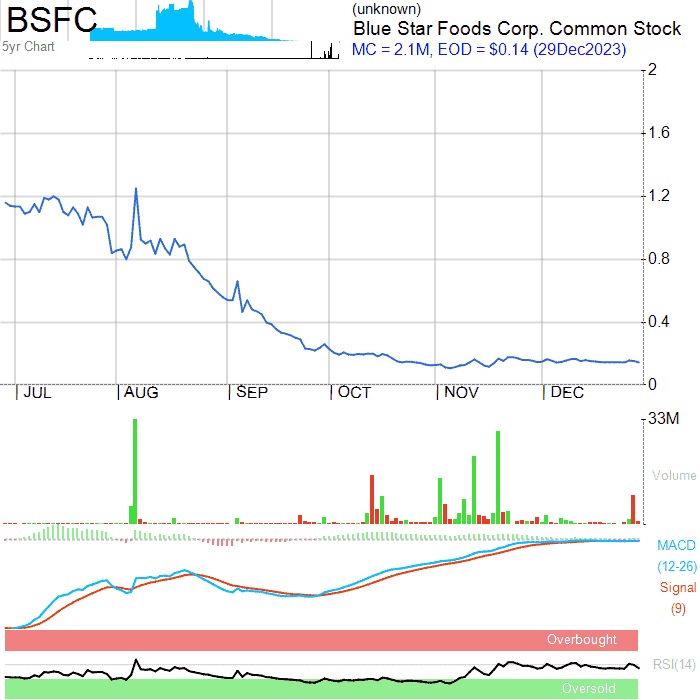 BSFC
5yr Chart
(unknown)
Blue Star Foods Corp. Common Stock
MC = 2.1M, EOD = $0.14 (29Dec2023)
2
1.6
1.2
0.8
0.4
0
JUL AUG SEP OCT NOV DEC
33M
Volume
MACD
(12-26)
Signal
(9)
Overbought
RSI(14)
Oversold